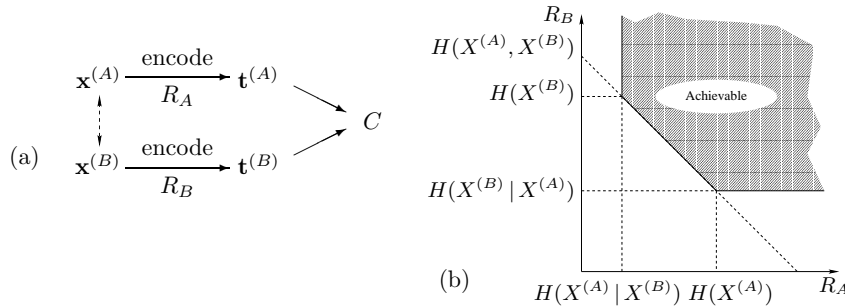 (a)
x^(A) encode R_A t^(A)
C
x^(B) encode R_B t^(B)
(b)
R_B
H(X^(A), X^(B))
H(X^(B))
Achievable
H(X^(B) | X^(A))
H(X^(A) | X^(B)) H(X^(A)) R_A